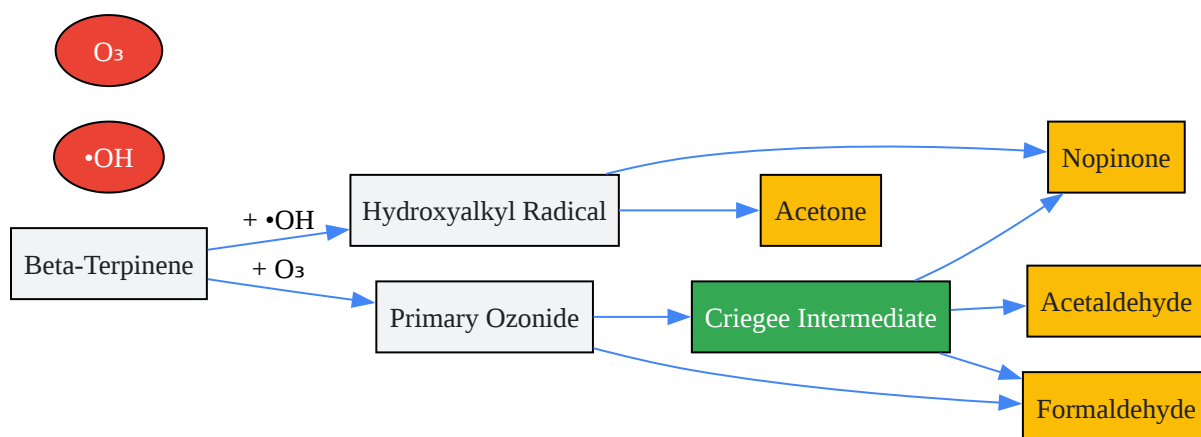 O₃
•OH
Beta-Terpinene
+ •OH
+ O₃
Hydroxyalkyl Radical
Primary Ozonide
Acetone
Criegee Intermediate
Nopinone
Acetaldehyde
Formaldehyde